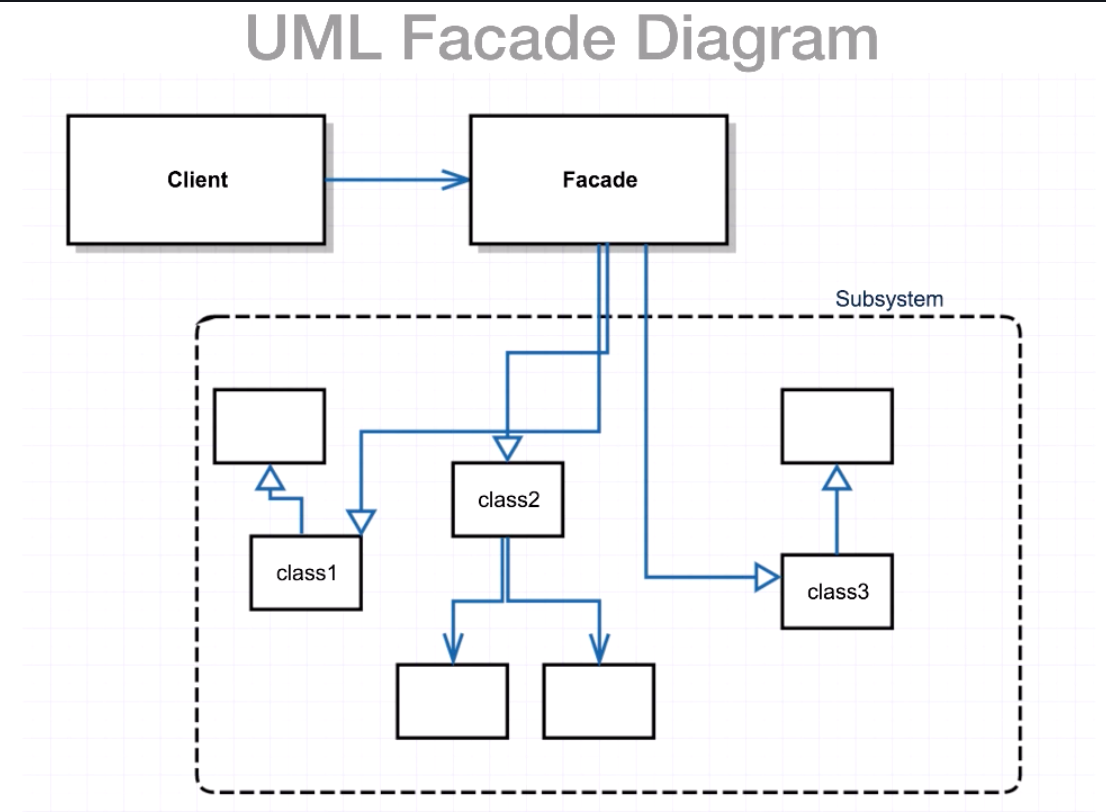 UML Facade Diagram
Client
Facade
Subsystem
class2
class1
class3